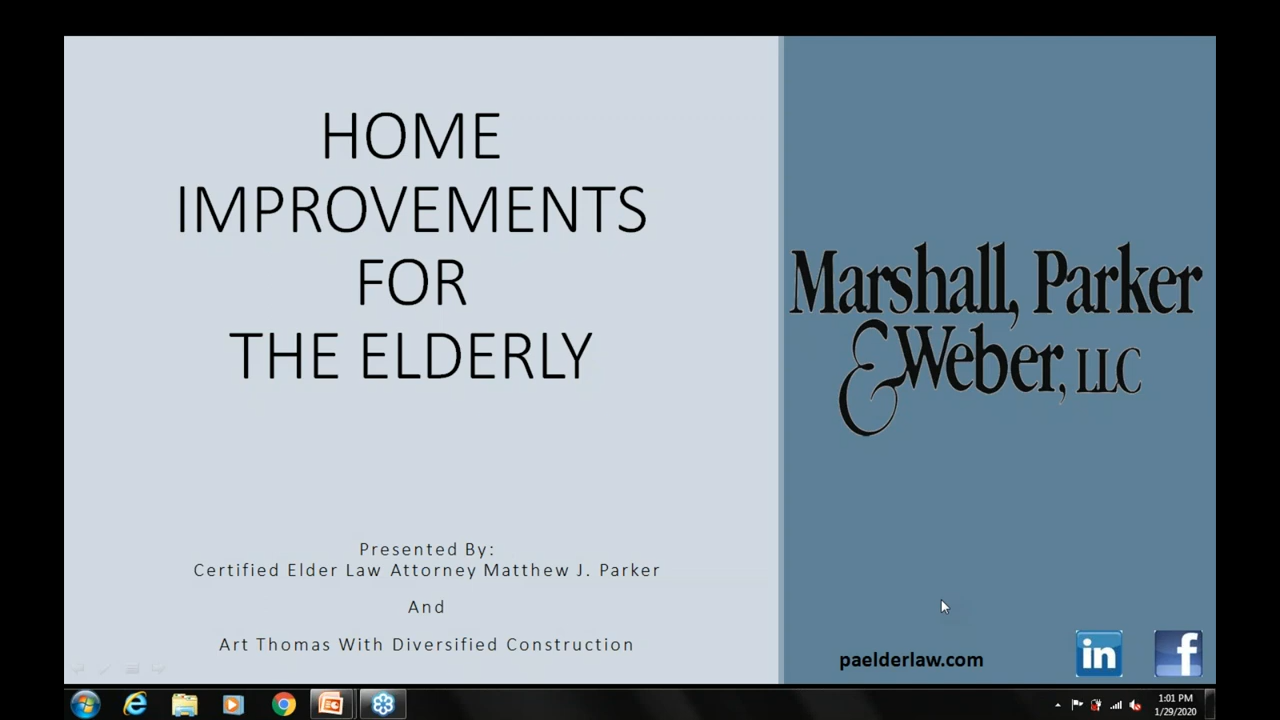 HOME
IMPROVEMENTS
FOR
THE ELDERLY
Presented By:
Certified Elder Law Attorney Matthew J. Parker
And
Art Thomas With Diversified Construction
Marshall, Parker
& Weber, LLC
paelderlaw.com
in
f
1:01 PM
1/29/2020